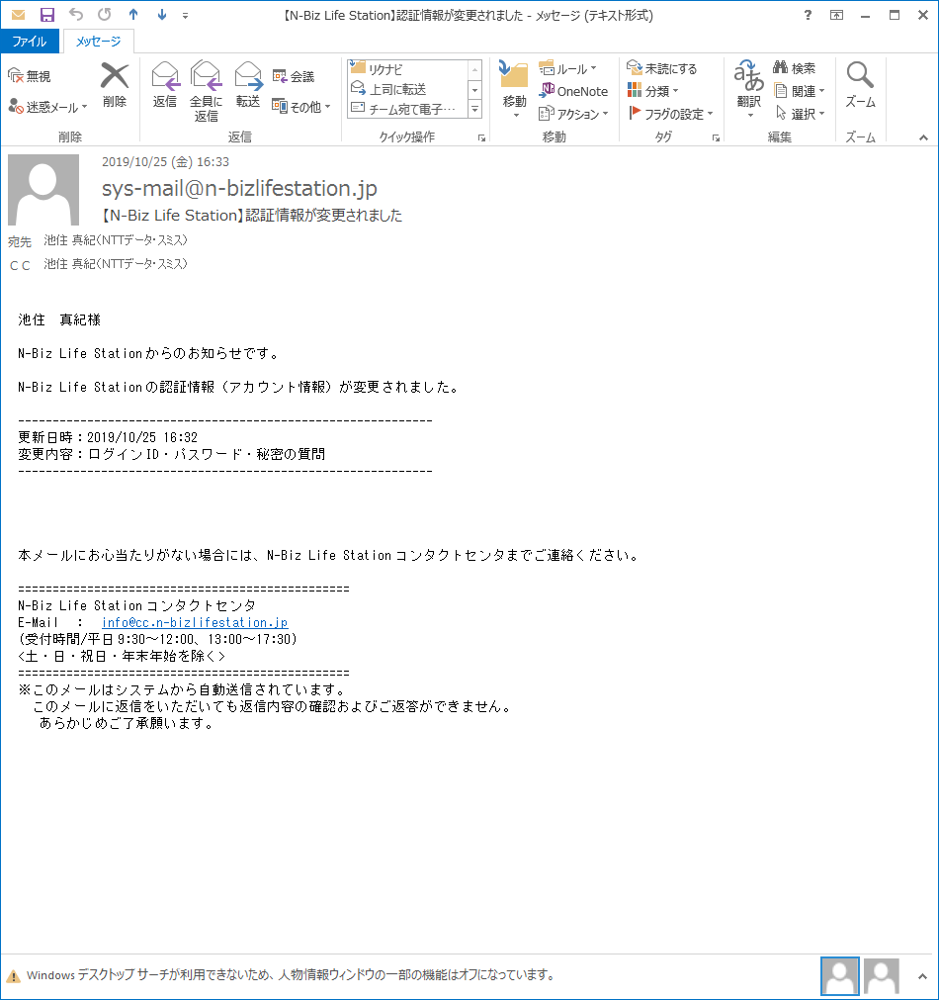 【N-Biz Life Station】認証情報が変更されました - メッセージ (テキスト形式)
ファイル メッセージ
無視
迷惑メール
削除
削除
返信
全員に
返信
転送
会議
その他
返信
リクナビ
上司に転送
チーム宛て電子…
クイック操作
移動
ルール
OneNote
アクション
移動
未読にする
分類
フラグの設定
タグ
翻訳
検索
関連
選択
編集
ズーム
ズーム
2019/10/25 (金) 16:33
sys-mail@n-bizlifestation.jp
【N-Biz Life Station】認証情報が変更されました
宛先 池住 真紀(NTTデータ・スミス)
CC 池住 真紀(NTTデータ・スミス)
池住 真紀様
N-Biz Life Stationからのお知らせです。
N-Biz Life Stationの認証情報(アカウント情報)が変更されました。
------------------------------------------------------------
更新日時:2019/10/25 16:32
変更内容:ログインID・パスワード・秘密の質問
------------------------------------------------------------
本メールにお心当たりがない場合には、N-Biz Life Stationコンタクトセンタまでご連絡ください。
================================================
N-Biz Life Stationコンタクトセンタ
E-Mail : info@cc.n-bizlifestation.jp
(受付時間/平日9:30～12:00、13:00～17:30)
<土・日・祝日・年末年始を除く>
================================================
※このメールはシステムから自動送信されています。
このメールに返信をいただいても返信内容の確認およびご返答ができません。
あらかじめご了承願います。
Windows デスクトップ サーチが利用できないため、人物情報ウィンドウの一部の機能はオフになっています。